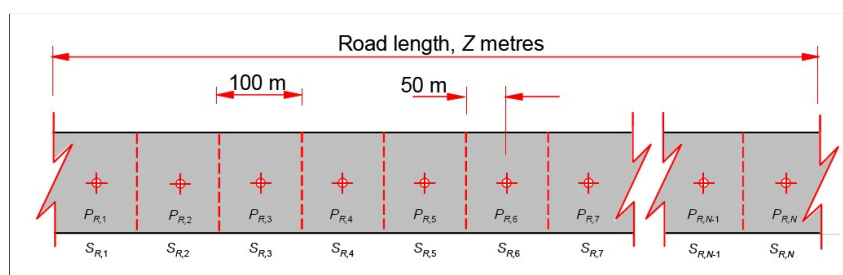 Road length, Z metres
100 m 50 m
P_R,1 P_R,2 P_R,3 P_R,4 P_R,5 P_R,6 P_R,7 P_R,N-1 P_R,N
S_R,1 S_R,2 S_R,3 S_R,4 S_R,5 S_R,6 S_R,7 S_R,N-1 S_R,N